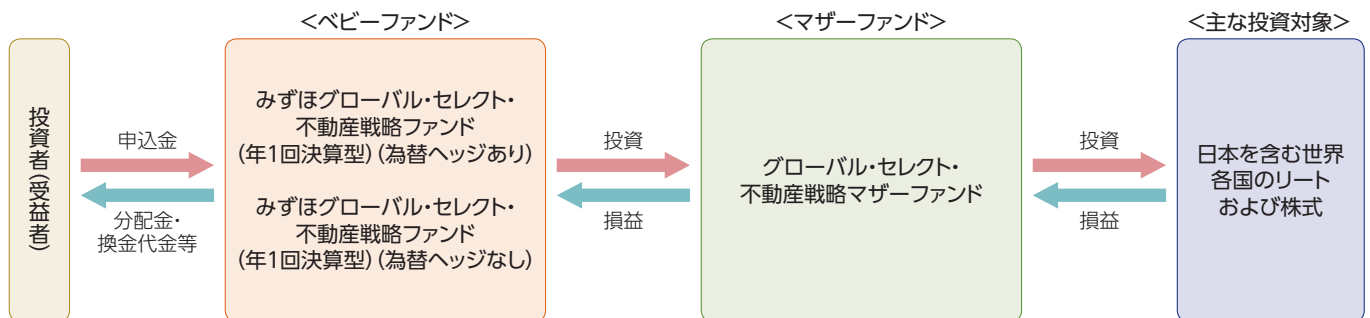 <ベビーファンド>
<マザーファンド>
<主な投資対象>
投資者(受益者)
申込金
分配金・
換金代金等
みずほグローバル・セレクト・
不動産戦略ファンド
(年1回決算型)(為替ヘッジあり)
みずほグローバル・セレクト・
不動産戦略ファンド
(年1回決算型)(為替ヘッジなし)
投資
損益
グローバル・セレクト・
不動産戦略マザーファンド
投資
損益
日本を含む世界
各国のリート
および株式